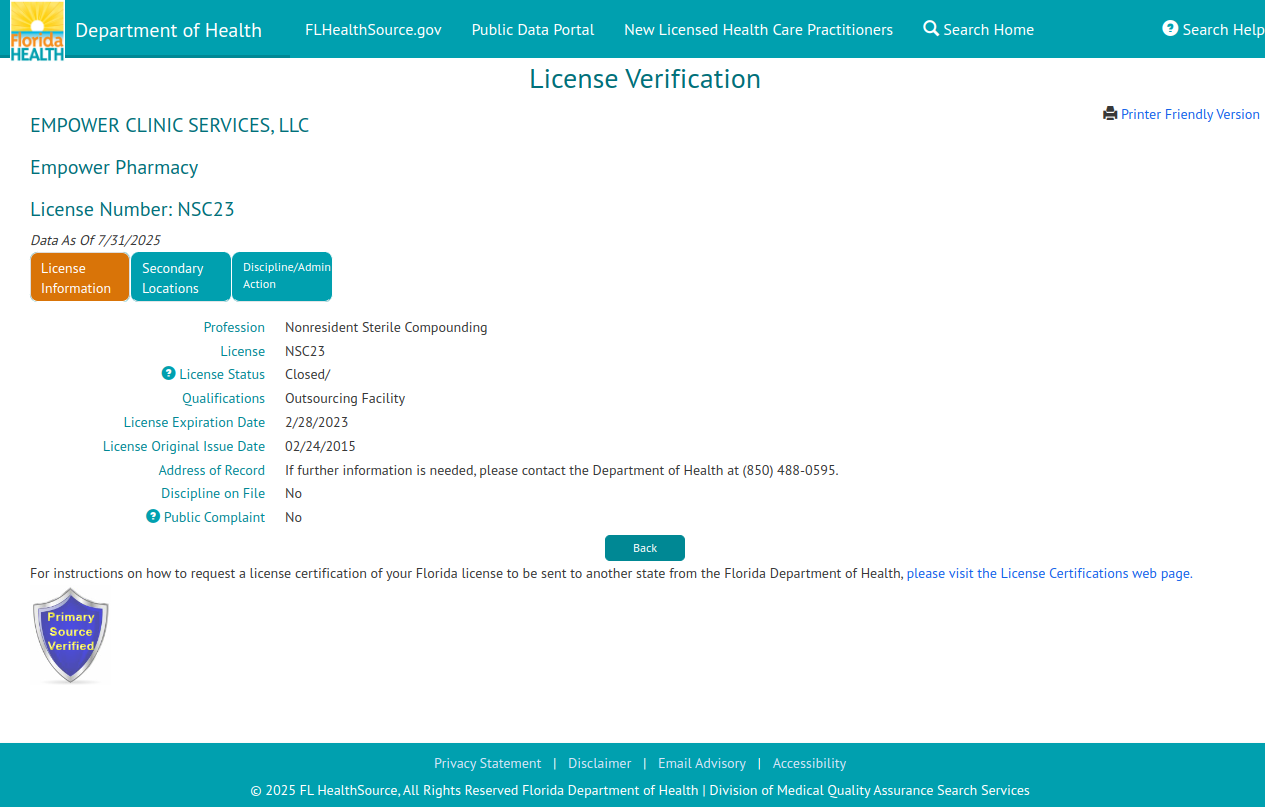 Florida
HEALTH
Department of Health
FLHealthSource.gov
Public Data Portal
New Licensed Health Care Practitioners
Search Home
? Search Help
License Verification
Printer Friendly Version
EMPOWER CLINIC SERVICES, LLC
Empower Pharmacy
License Number: NSC23
Data As Of 7/31/2025
License
Information
Secondary
Locations
Discipline/Admin
Action
Profession Nonresident Sterile Compounding
License NSC23
? License Status Closed/
Qualifications Outsourcing Facility
License Expiration Date 2/28/2023
License Original Issue Date 02/24/2015
Address of Record If further information is needed, please contact the Department of Health at (850) 488-0595.
Discipline on File No
? Public Complaint No
Back
For instructions on how to request a license certification of your Florida license to be sent to another state from the Florida Department of Health, please visit the License Certifications web page.
Primary
Source
Verified
Privacy Statement | Disclaimer | Email Advisory | Accessibility
© 2025 FL HealthSource, All Rights Reserved Florida Department of Health | Division of Medical Quality Assurance Search Services